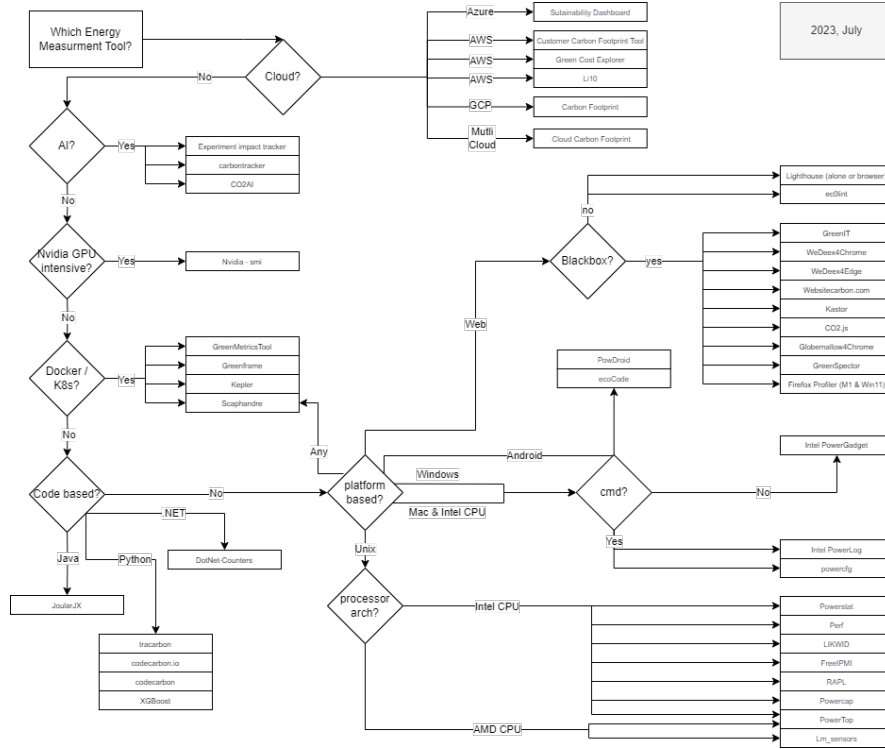 Which Energy
Measurment Tool?
Cloud?
2023, July
Azure
Sutainability Dashboard
AWS
Customer Carbon Footprint Tool
AWS
Green Cost Explorer
AWS
Li10
GCP
Carbon Footprint
Mutli
Cloud
Cloud Carbon Footprint
No
AI?
Yes
Experiment impact tracker
carbontracker
CO2AI
No
Nvidia GPU
intensive?
Yes
Nvidia - smi
No
Docker /
K8s?
Yes
GreenMetricsTool
Greenframe
Kepler
Scaphandre
No
Code based?
No
.NET
DotNet-Counters
Java
JoularJX
Python
tracarbon
codecarbon.io
codecarbon
XGBoost
platform
based?
Any
Web
Blackbox?
no
Lighthouse (alone or browser)
ec0lint
yes
GreenIT
WeDeex4Chrome
WeDeex4Edge
Websitecarbon.com
Kastor
CO2.js
Globemallow4Chrome
GreenSpector
Firefox Profiler (M1 & Win11)
Android
PowDroid
ecoCode
Windows
Mac & Intel CPU
cmd?
No
Intel PowerGadget
Yes
Intel PowerLog
powercfg
Unix
processor
arch?
Intel CPU
Powerstat
Perf
LIKWID
FreeIPMI
RAPL
Powercap
PowerTop
AMD CPU
Lm_sensors